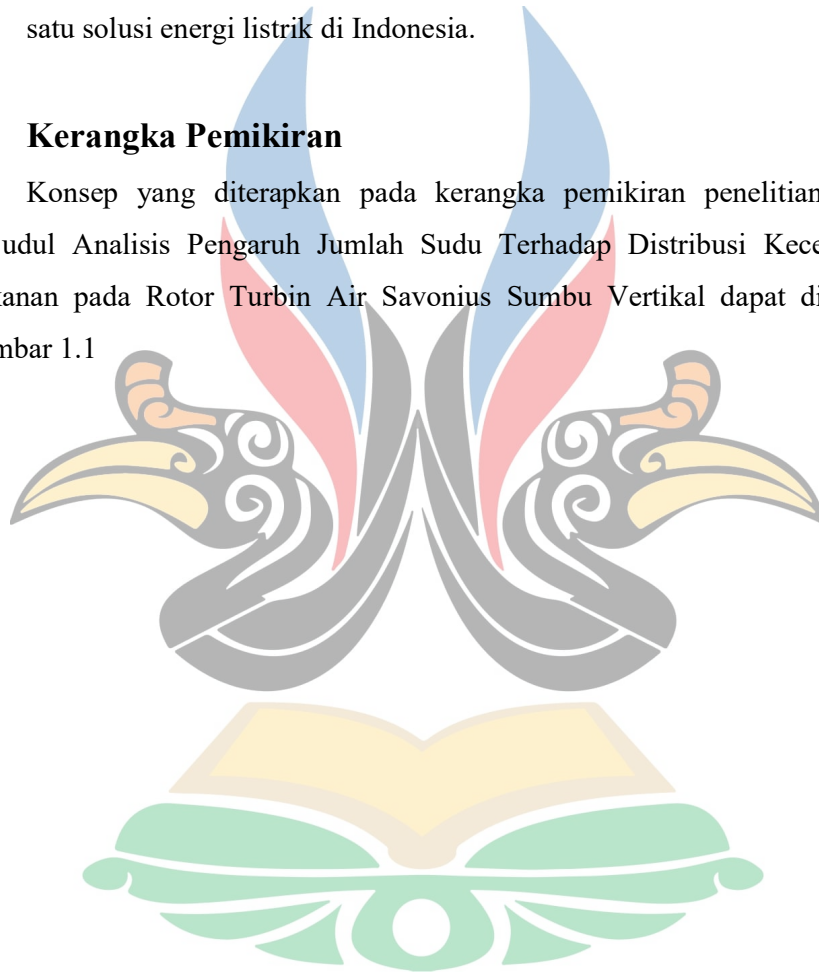 satu solusi energi listrik di Indonesia.
Kerangka Pemikiran
Konsep yang diterapkan pada kerangka pemikiran penelitian
udul Analisis Pengaruh Jumlah Sudu Terhadap Distribusi Kece
kanan pada Rotor Turbin Air Savonius Sumbu Vertikal dapat di
mbar 1.1